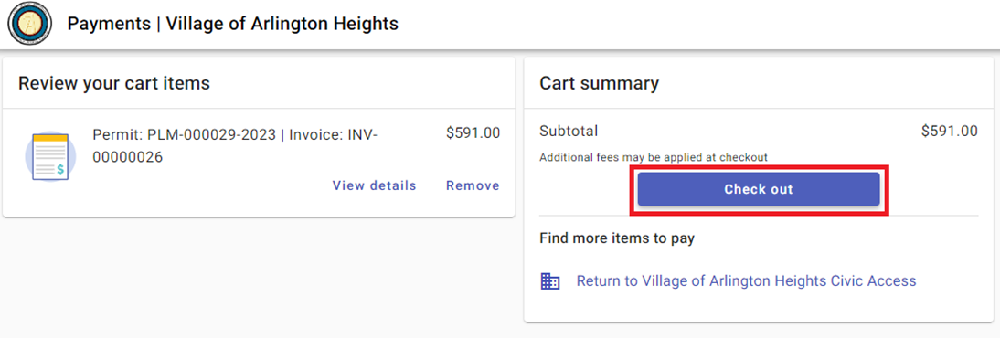 Payments | Village of Arlington Heights
Review your cart items
Permit: PLM-000029-2023 | Invoice: INV-
00000026
$591.00
View details
Remove
Cart summary
Subtotal
$591.00
Additional fees may be applied at checkout
Check out
Find more items to pay
Return to Village of Arlington Heights Civic Access